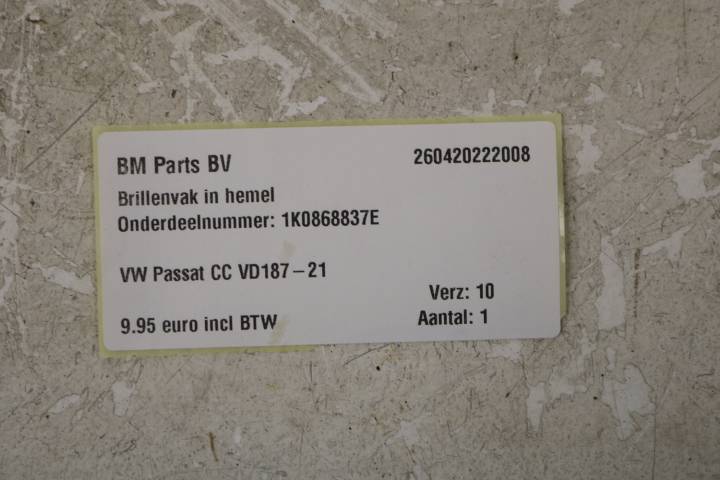 BM Parts BV 260420222008
Brillenvak in hemel
Onderdeelnummer: 1K0868837E
VW Passat CC VD187-21
Verz: 10
9.95 euro incl BTW Aantal: 1